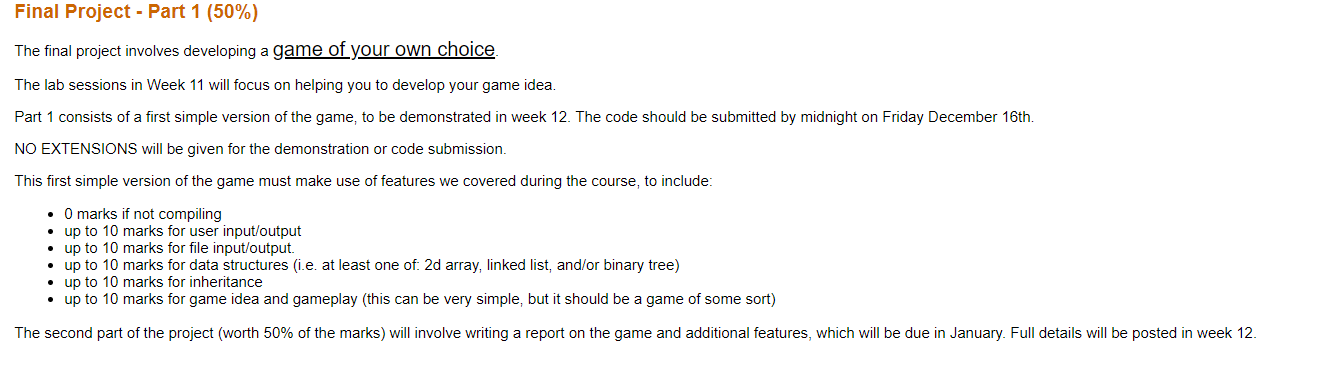 Final Project - Part 1 (50%)
The final project involves developing a game of your own choice.
The lab sessions in Week 11 will focus on helping you to develop your game idea.
Part 1 consists of a first simple version of the game, to be demonstrated in week 12. The code should be submitted by midnight on Friday December 16th.
NO EXTENSIONS will be given for the demonstration or code submission.
This first simple version of the game must make use of features we covered during the course, to include:
• 0 marks if not compiling
• up to 10 marks for user input/output
• up to 10 marks for file input/output.
• up to 10 marks for data structures (i.e. at least one of: 2d array, linked list, and/or binary tree)
• up to 10 marks for inheritance
• up to 10 marks for game idea and gameplay (this can be very simple, but it should be a game of some sort)
The second part of the project (worth 50% of the marks) will involve writing a report on the game and additional features, which will be due in January. Full details will be posted in week 12.